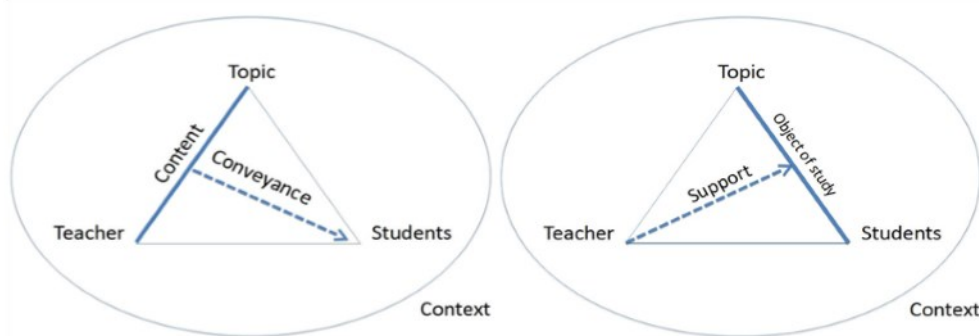 Topic
Content
Conveyance
Teacher
Students
Context
Topic
Object of study
Support
Teacher
Students
Context